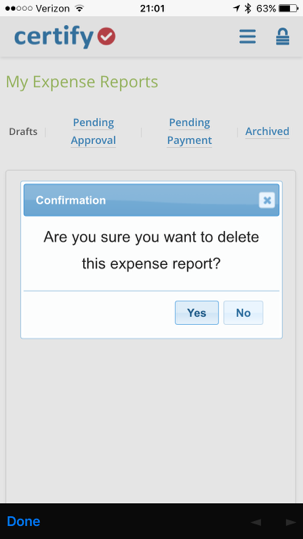 Verizon 21:01 63%
certify
My Expense Reports
Drafts
Pending
Approval
Pending
Payment
Archived
Confirmation
Are you sure you want to delete
this expense report?
Yes No
Done